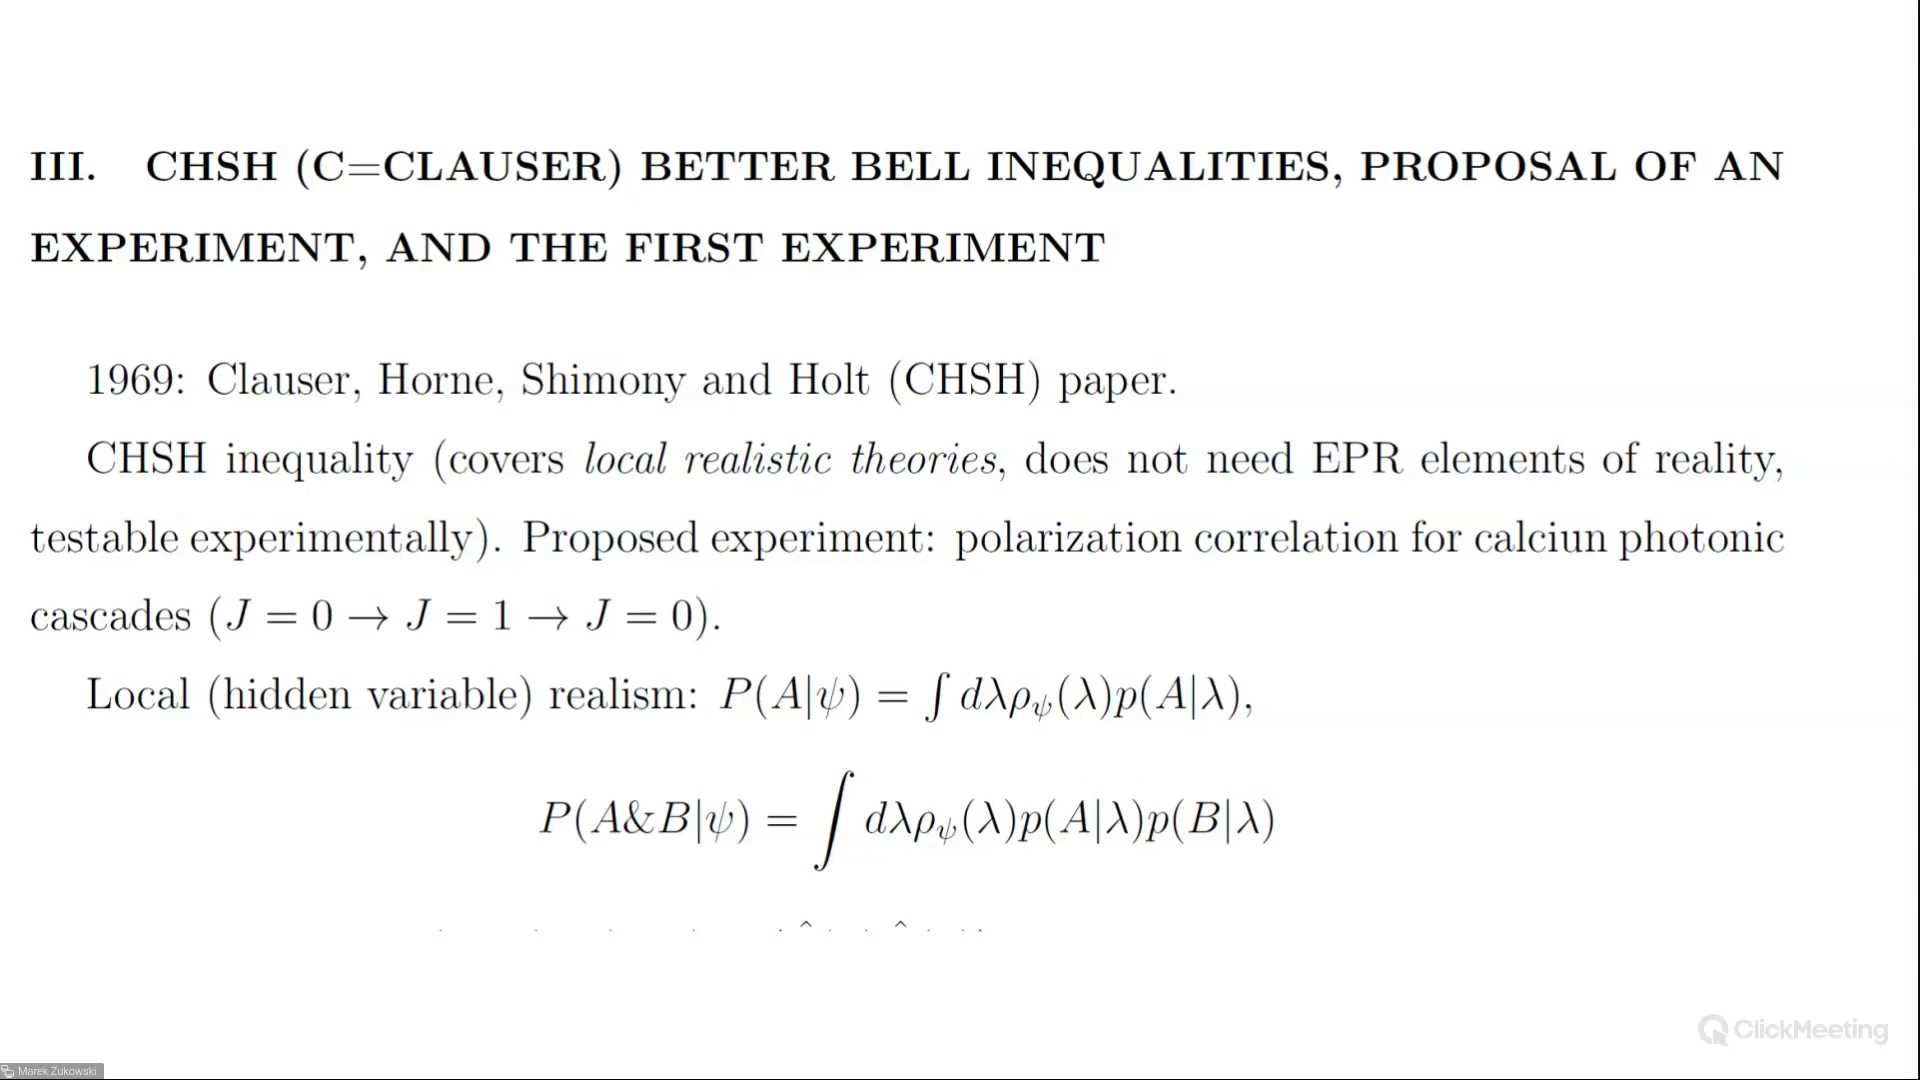 III. CHSH (C=CLAUSER) BETTER BELL INEQUALITIES, PROPOSAL OF AN
EXPERIMENT, AND THE FIRST EXPERIMENT
1969: Clauser, Horne, Shimony and Holt (CHSH) paper.
CHSH inequality (covers local realistic theories, does not need EPR elements of reality,
testable experimentally). Proposed experiment: polarization correlation for calciun photonic
cascades (J = 0 → J = 1 → J = 0).
Local (hidden variable) realism: P(A|ψ) = ∫ dλρ_ψ(λ)p(A|λ),
P(A&B|ψ) = ∫ dλρ_ψ(λ)p(A|λ)p(B|λ)
ClickMeeting
Marek Żukowski